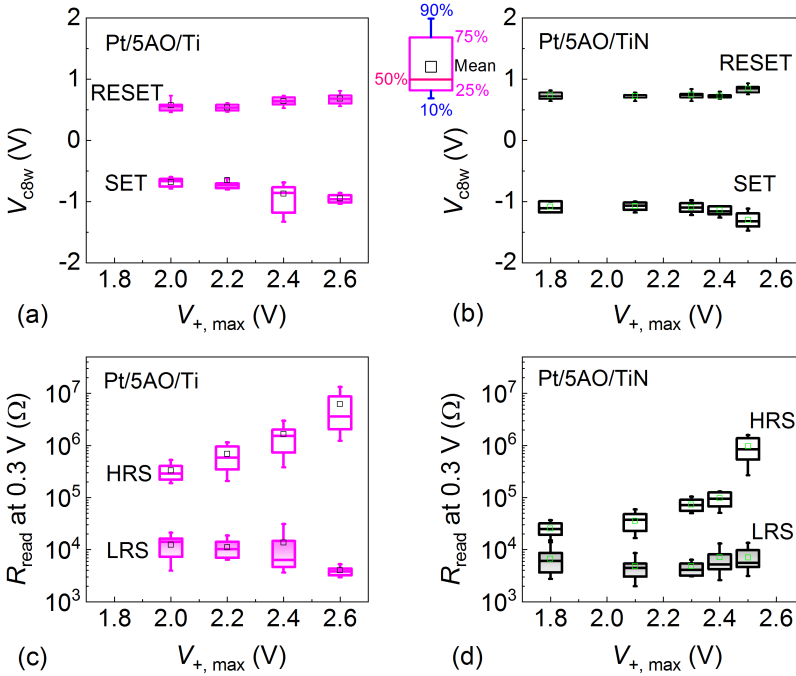 Pt/5AO/Ti
RESET
SET
2
1
0
-1
-2
V_c8w (V)
1.8 2.0 2.2 2.4 2.6
V_+, max (V)
(a)
90%
75%
Mean
50%
25%
10%
Pt/5AO/TiN
RESET
SET
2
1
0
-1
-2
1.8 2.0 2.2 2.4 2.6
V_+, max (V)
(b)
Pt/5AO/Ti
HRS
LRS
10^7
10^6
10^5
10^4
10^3
R_read at 0.3 V (Ω)
1.8 2.0 2.2 2.4 2.6
V_+, max (V)
(c)
Pt/5AO/TiN
HRS
LRS
10^7
10^6
10^5
10^4
10^3
R_read at 0.3 V (Ω)
1.8 2.0 2.2 2.4 2.6
V_+, max (V)
(d)